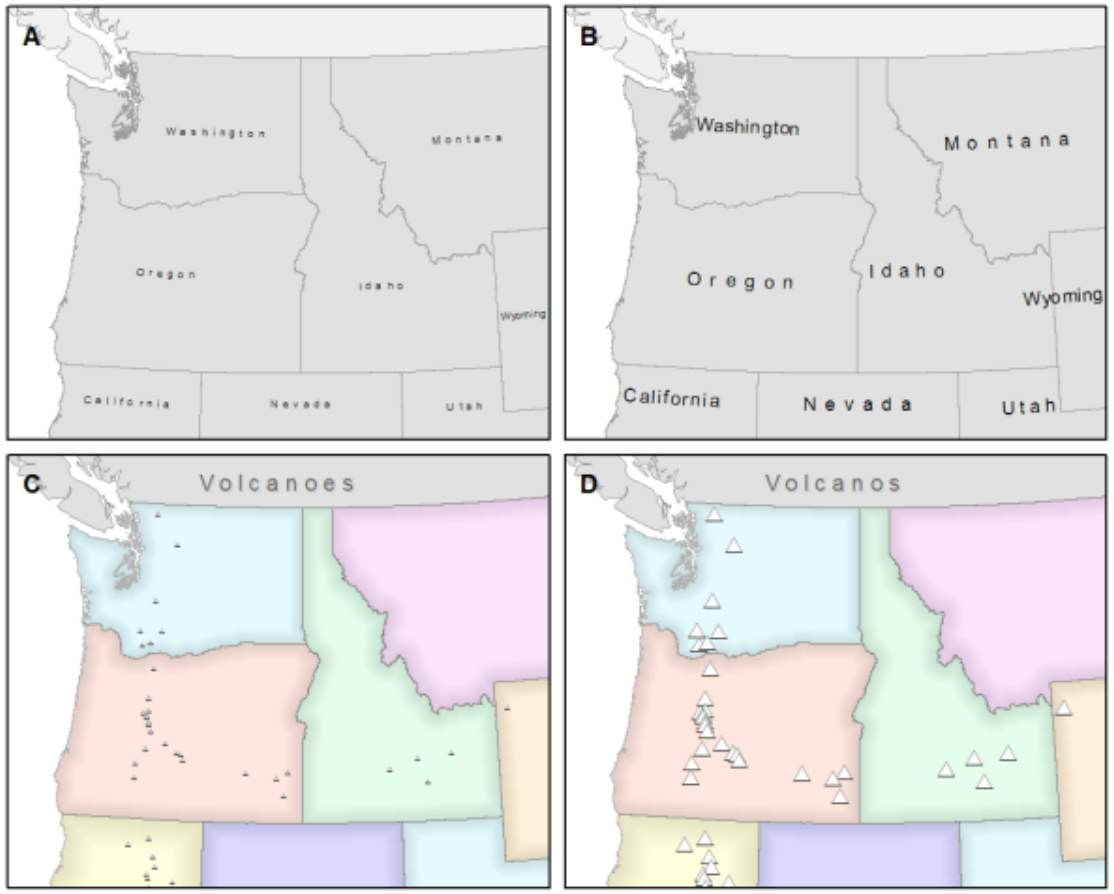 A
Washington
Montana
Oregon
Idaho
Wyoming
California
Nevada
Utah
B
Washington
Montana
Oregon
Idaho
Wyoming
California
Nevada
Utah
C
Volcanoes
D
Volcanos